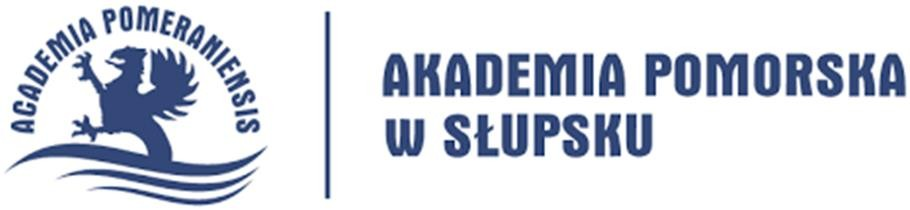 ACADEMIA POMERANIENSIS
AKADEMIA POMORSKA
W SŁUPSKU